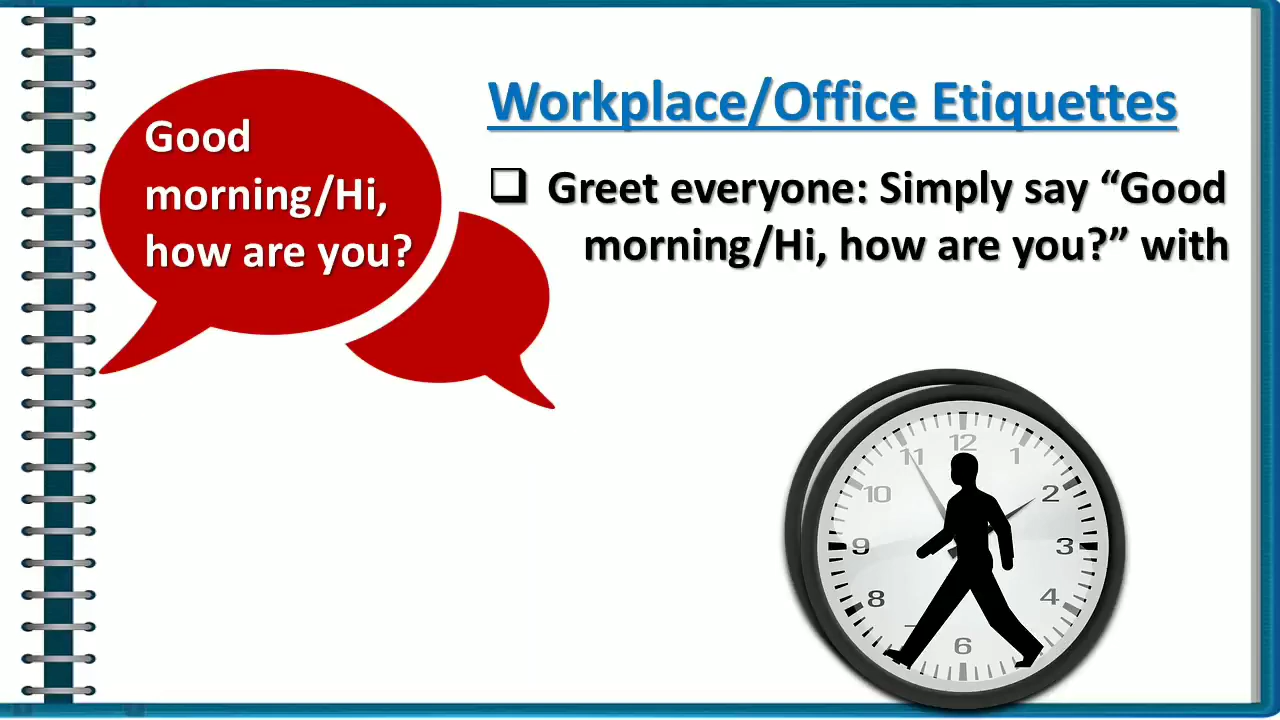 Workplace/Office Etiquettes
Good
morning/Hi,
how are you?
❑ Greet everyone: Simply say “Good
morning/Hi, how are you?” with
12
11
1
10
2
9
3
8
4
6